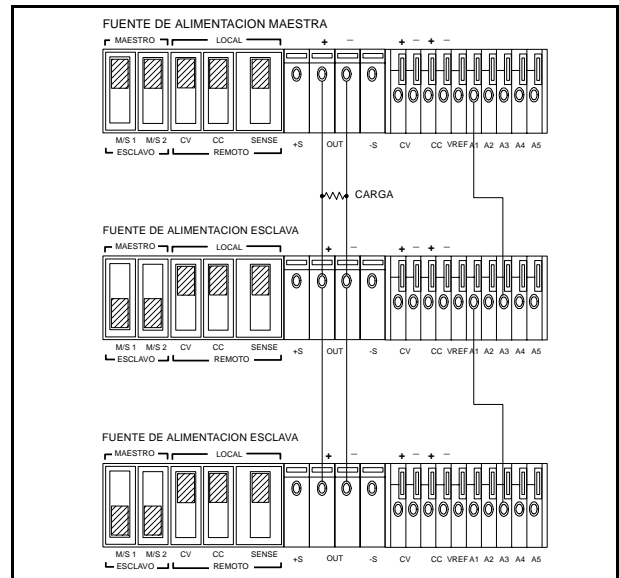 FUENTE DE ALIMENTACION MAESTRA
MAESTRO LOCAL + − + − + −
M/S 1 M/S 2 CV CC SENSE +S OUT -S CV CC VREF A1 A2 A3 A4 A5
ESCLAVO REMOTO
CARGA
FUENTE DE ALIMENTACION ESCLAVA
MAESTRO LOCAL + − + − + −
M/S 1 M/S 2 CV CC SENSE +S OUT -S CV CC VREF A1 A2 A3 A4 A5
ESCLAVO REMOTO
FUENTE DE ALIMENTACION ESCLAVA
MAESTRO LOCAL + − + − + −
M/S 1 M/S 2 CV CC SENSE +S OUT -S CV CC VREF A1 A2 A3 A4 A5
ESCLAVO REMOTO